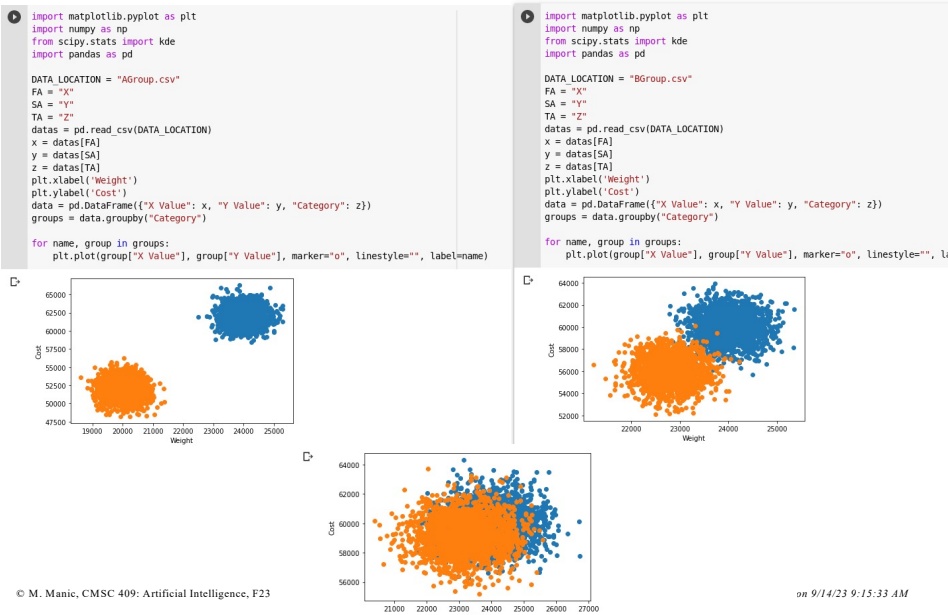 import matplotlib.pyplot as plt
import numpy as np
from scipy.stats import kde
import pandas as pd
DATA_LOCATION = "AGroup.csv"
FA = "X"
SA = "Y"
TA = "Z"
datas = pd.read_csv(DATA_LOCATION)
x = datas[FA]
y = datas[SA]
z = datas[TA]
plt.xlabel('Weight')
plt.ylabel('Cost')
data = pd.DataFrame({"X Value": x, "Y Value": y, "Category": z})
groups = data.groupby("Category")
for name, group in groups:
plt.plot(group["X Value"], group["Y Value"], marker="o", linestyle="", label=name)
65000
62500
60000
57500
55000
52500
50000
47500
Cost
19000 20000 21000 22000 23000 24000 25000
Weight
import matplotlib.pyplot as plt
import numpy as np
from scipy.stats import kde
import pandas as pd
DATA_LOCATION = "BGroup.csv"
FA = "X"
SA = "Y"
TA = "Z"
datas = pd.read_csv(DATA_LOCATION)
x = datas[FA]
y = datas[SA]
z = datas[TA]
plt.xlabel('Weight')
plt.ylabel('Cost')
data = pd.DataFrame({"X Value": x, "Y Value": y, "Category": z})
groups = data.groupby("Category")
for name, group in groups:
plt.plot(group["X Value"], group["Y Value"], marker="o", linestyle="", la
64000
62000
60000
58000
56000
54000
52000
Cost
22000 23000 24000 25000
Weight
64000
62000
60000
58000
56000
Cost
21000 22000 23000 24000 25000 26000 27000
© M. Manic, CMSC 409: Artificial Intelligence, F23
on 9/14/23 9:15:33 AM